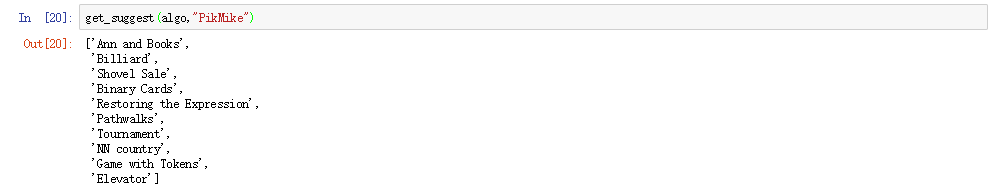 In [20]: get_suggest(algo,"PikMike")
Out[20]: ['Ann and Books',
'Billiard',
'Shovel Sale',
'Binary Cards',
'Restoring the Expression',
'Pathwalks',
'Tournament',
'NN country',
'Game with Tokens',
'Elevator']